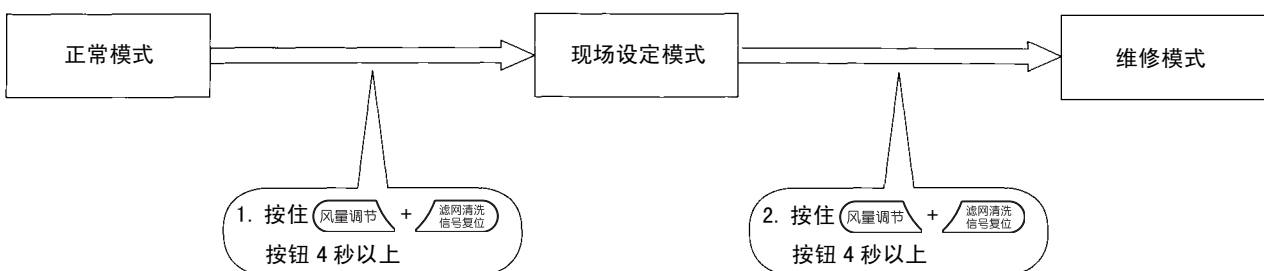 正常模式
现场设定模式
维修模式
1. 按住 风量调节 + 滤网清洗
信号复位
按钮 4 秒以上
2. 按住 风量调节 + 滤网清洗
信号复位
按钮 4 秒以上